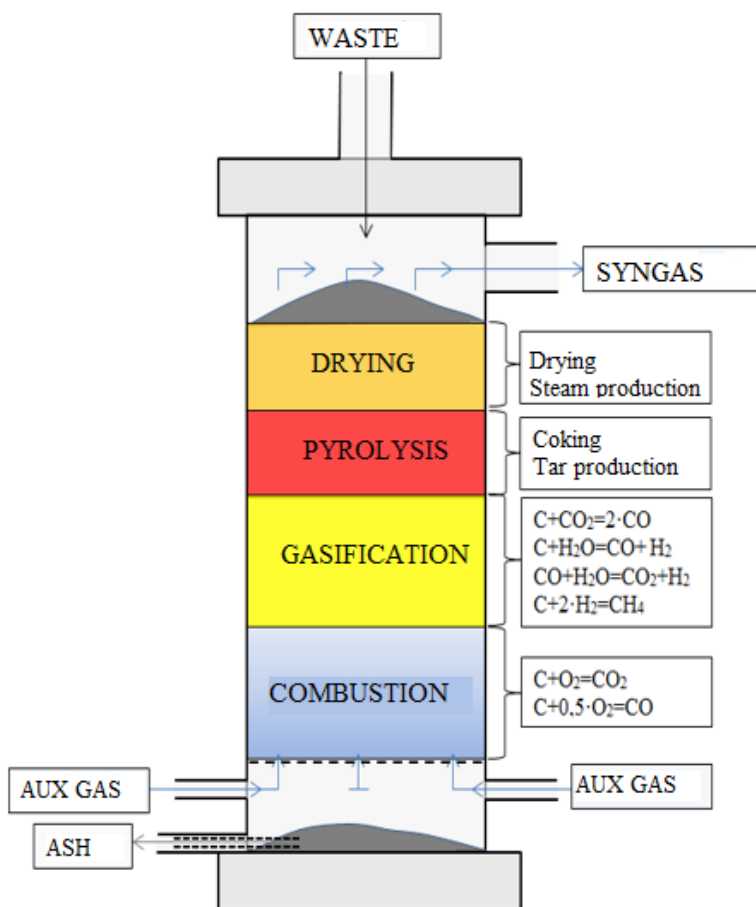 WASTE
SYNGAS
DRYING
Drying
Steam production
PYROLYSIS
Coking
Tar production
GASIFICATION
C+CO₂=2·CO
C+H₂O=CO+H₂
CO+H₂O=CO₂+H₂
C+2·H₂=CH₄
COMBUSTION
C+O₂=CO₂
C+0,5·O₂=CO
AUX GAS
AUX GAS
ASH